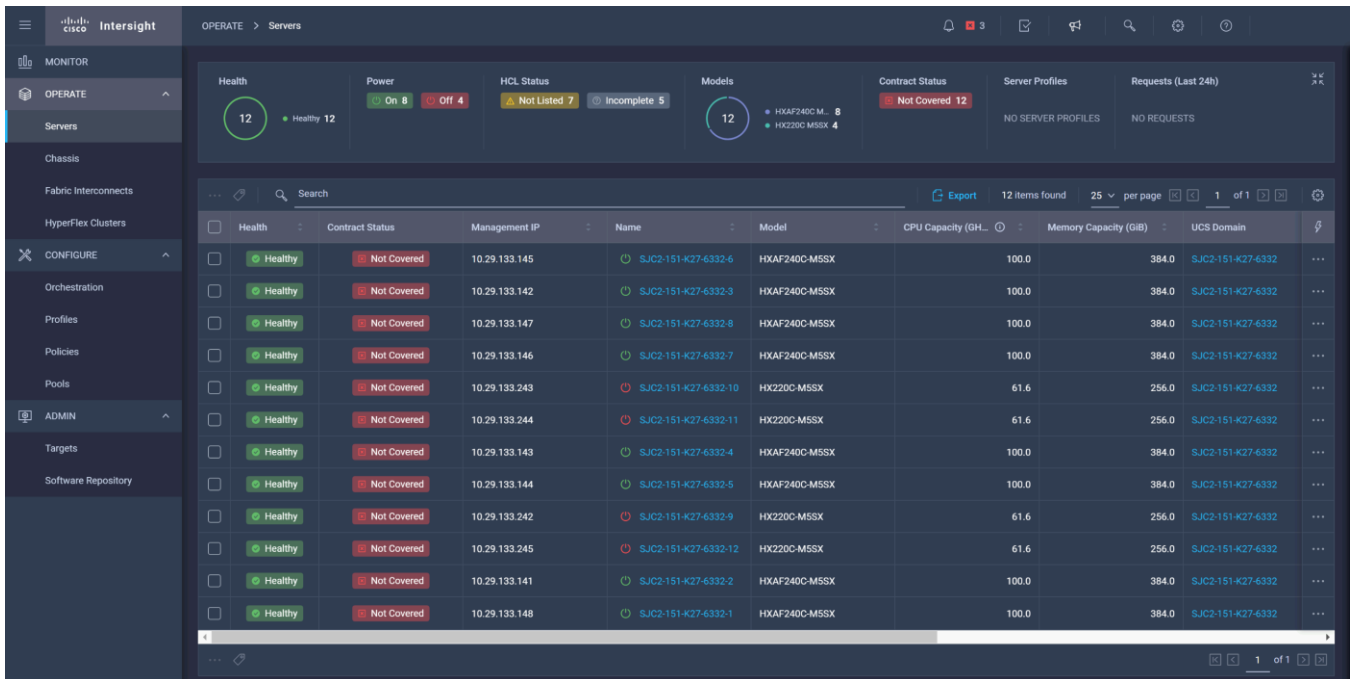 cisco Intersight
OPERATE > Servers
3
MONITOR
OPERATE
Servers
Chassis
Fabric Interconnects
HyperFlex Clusters
CONFIGURE
Orchestration
Profiles
Policies
Pools
ADMIN
Targets
Software Repository
Health Power HCL Status Models Contract Status Server Profiles Requests (Last 24h)
12 Healthy 12 On 8 Off 4 Not Listed 7 Incomplete 5 12 HXAF240C M... 8 Not Covered 12
HX220C M5SX 4 NO SERVER PROFILES NO REQUESTS
Search Export 12 items found 25 per page 1 of 1
Health Contract Status Management IP Name Model CPU Capacity (GH... Memory Capacity (GiB) UCS Domain
Healthy Not Covered 10.29.133.145 SJC2-151-K27-6332-6 HXAF240C-M5SX 100.0 384.0 SJC2-151-K27-6332 ...
Healthy Not Covered 10.29.133.142 SJC2-151-K27-6332-3 HXAF240C-M5SX 100.0 384.0 SJC2-151-K27-6332 ...
Healthy Not Covered 10.29.133.147 SJC2-151-K27-6332-8 HXAF240C-M5SX 100.0 384.0 SJC2-151-K27-6332 ...
Healthy Not Covered 10.29.133.146 SJC2-151-K27-6332-7 HXAF240C-M5SX 100.0 384.0 SJC2-151-K27-6332 ...
Healthy Not Covered 10.29.133.243 SJC2-151-K27-6332-10 HX220C-M5SX 61.6 256.0 SJC2-151-K27-6332 ...
Healthy Not Covered 10.29.133.244 SJC2-151-K27-6332-11 HX220C-M5SX 61.6 256.0 SJC2-151-K27-6332 ...
Healthy Not Covered 10.29.133.143 SJC2-151-K27-6332-4 HXAF240C-M5SX 100.0 384.0 SJC2-151-K27-6332 ...
Healthy Not Covered 10.29.133.144 SJC2-151-K27-6332-5 HXAF240C-M5SX 100.0 384.0 SJC2-151-K27-6332 ...
Healthy Not Covered 10.29.133.242 SJC2-151-K27-6332-9 HX220C-M5SX 61.6 256.0 SJC2-151-K27-6332 ...
Healthy Not Covered 10.29.133.245 SJC2-151-K27-6332-12 HX220C-M5SX 61.6 256.0 SJC2-151-K27-6332 ...
Healthy Not Covered 10.29.133.141 SJC2-151-K27-6332-2 HXAF240C-M5SX 100.0 384.0 SJC2-151-K27-6332 ...
Healthy Not Covered 10.29.133.148 SJC2-151-K27-6332-1 HXAF240C-M5SX 100.0 384.0 SJC2-151-K27-6332 ...
... 1 of 1